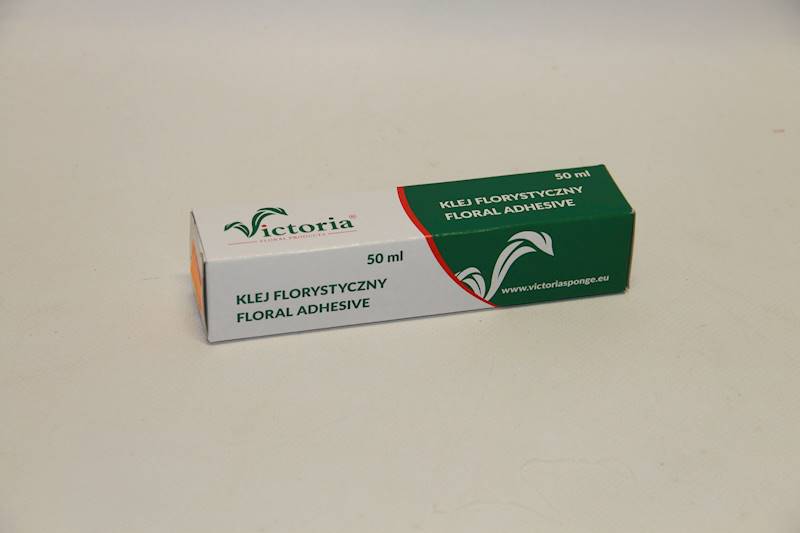 Victoria®
FLORAL PRODUCTS
50 ml
KLEJ FLORYSTYCZNY
FLORAL ADHESIVE
50 ml
KLEJ FLORYSTYCZNY
FLORAL ADHESIVE
www.victoriasponge.eu